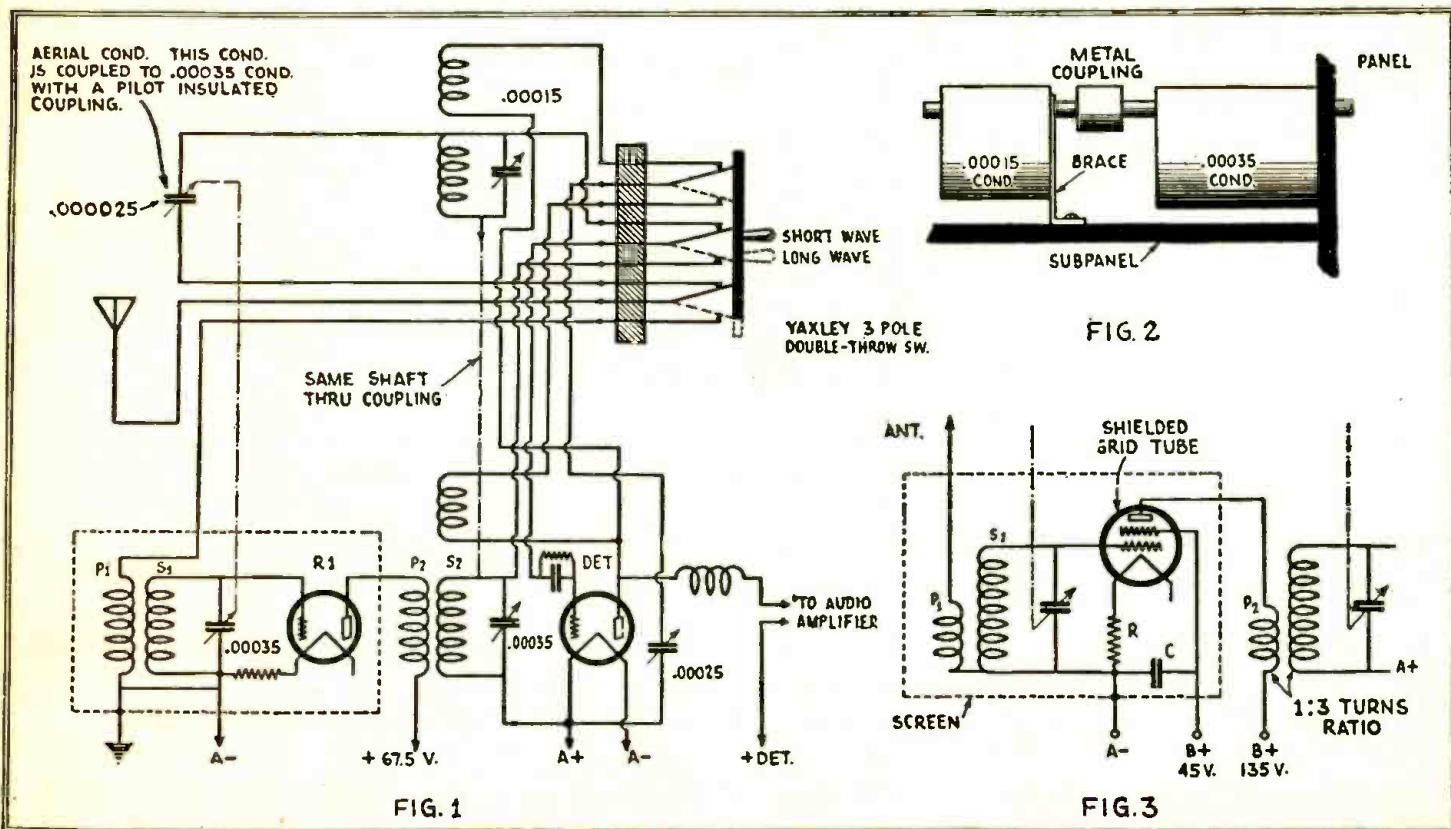 AERIAL COND. THIS COND.
IS COUPLED TO .00035 COND.
WITH A PILOT INSULATED
COUPLING.
.000025
.00015
SHORT WAVE
LONG WAVE
YAXLEY 3 POLE
DOUBLE-THROW SW.
SAME SHAFT
THRU COUPLING
P1
S1
R1
.00035
P2
S2
DET
.00035
.00025
TO AUDIO
AMPLIFIER
A-
+ 67.5 V.
A+
A-
+DET.
FIG. 1
METAL
COUPLING
PANEL
.00015
COND.
BRACE
.00035
COND.
SUBPANEL
FIG. 2
ANT.
SHIELDED
GRID TUBE
S1
P1
R
C
P2
A+
SCREEN
1:3 TURNS
RATIO
A-
B+
45 V.
B+
135 V.
FIG. 3